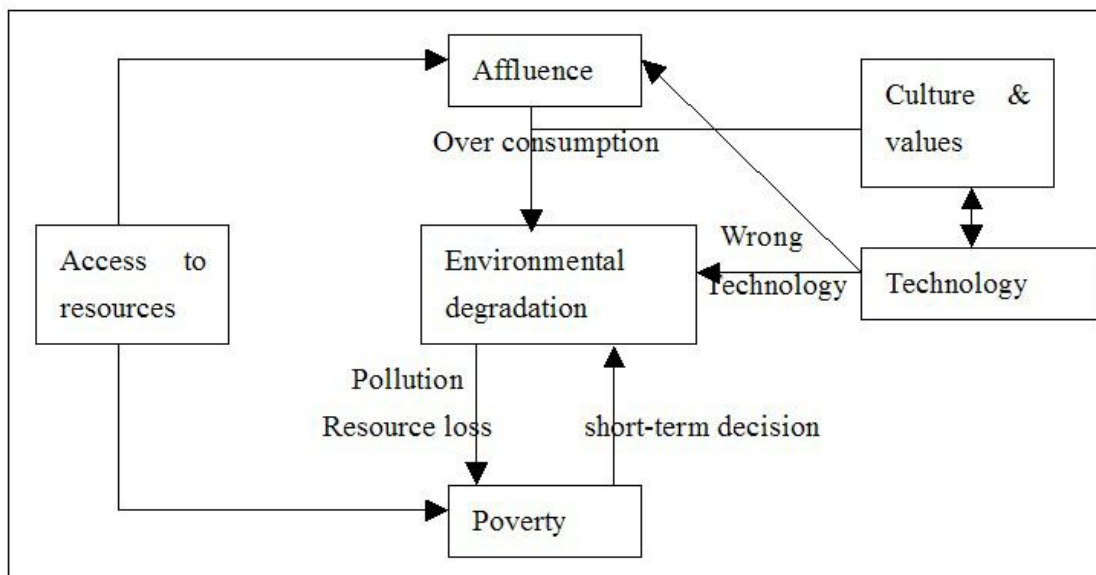 Affluence
Culture &
values
Over consumption
Access to
resources
Environmental
degradation
Wrong
Technology
Technology
Pollution
Resource loss
short-term decision
Poverty